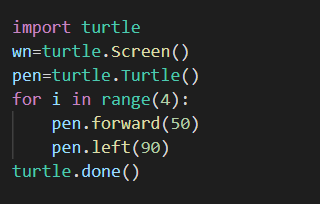 import turtle
wn=turtle.Screen()
pen=turtle.Turtle()
for i in range(4):
    pen.forward(50)
    pen.left(90)
turtle.done()